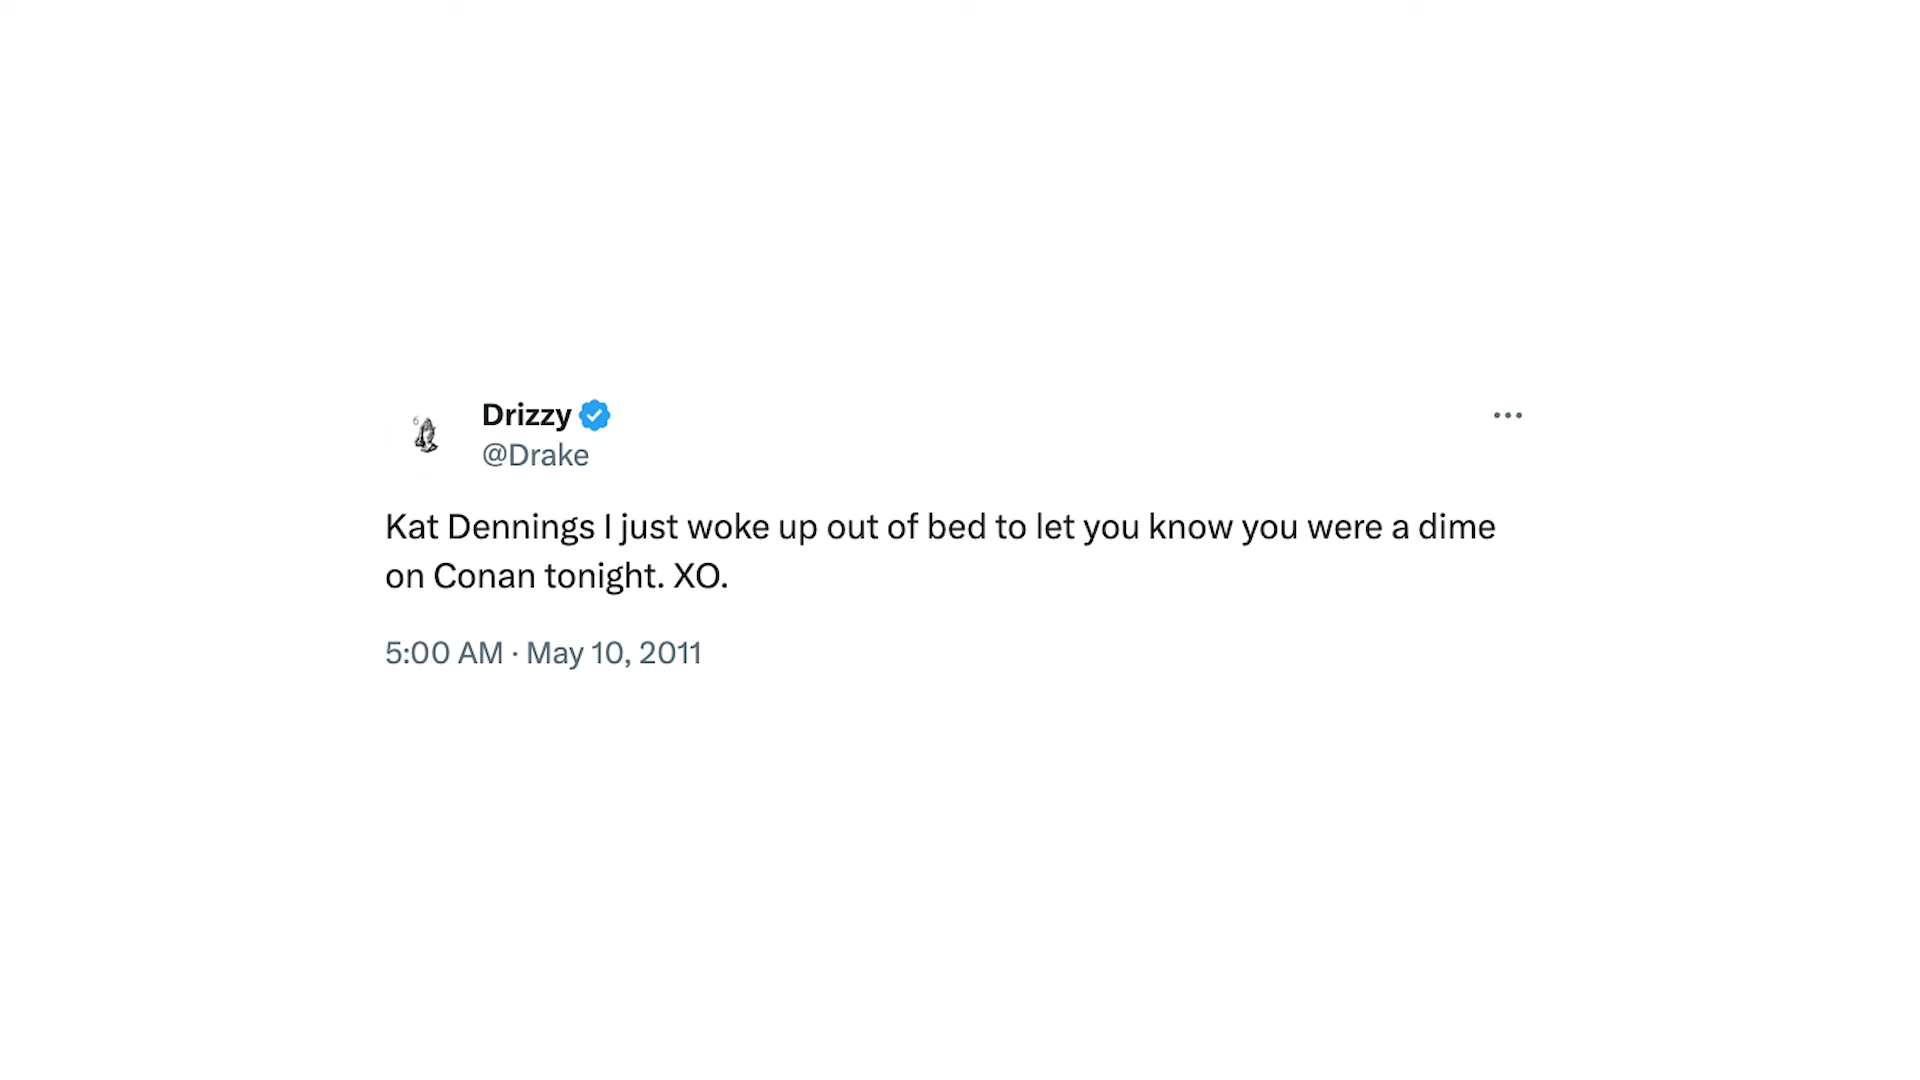 Drizzy
@Drake
Kat Dennings I just woke up out of bed to let you know you were a dime
on Conan tonight. XO.
5:00 AM · May 10, 2011